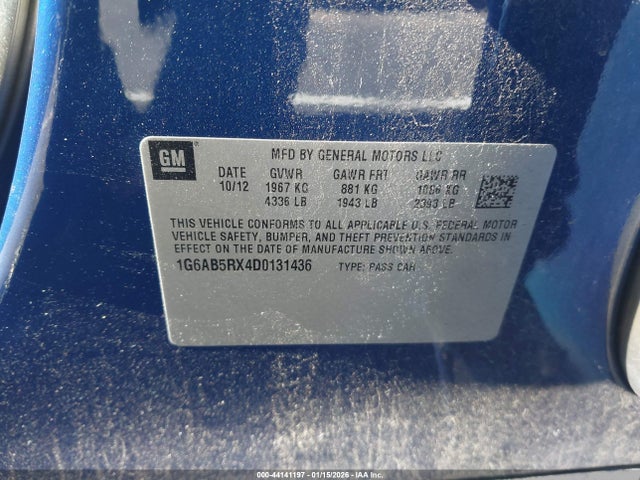 GM
MFD BY GENERAL MOTORS LLC
DATE GVWR GAWR FRT GAWR RR
10/12 1967 KG 881 KG 1086 KG
4336 LB 1943 LB 2393 LB
THIS VEHICLE CONFORMS TO ALL APPLICABLE U.S. FEDERAL MOTOR
VEHICLE SAFETY, BUMPER, AND THEFT PREVENTION STANDARDS IN
EFFECT ON THE DATE OF MANUFACTURE SHOWN ABOVE.
1G6AB5RX4D0131436 TYPE: PASS CAR
000-44141197 - 01/15/2026 - IAAI.COM